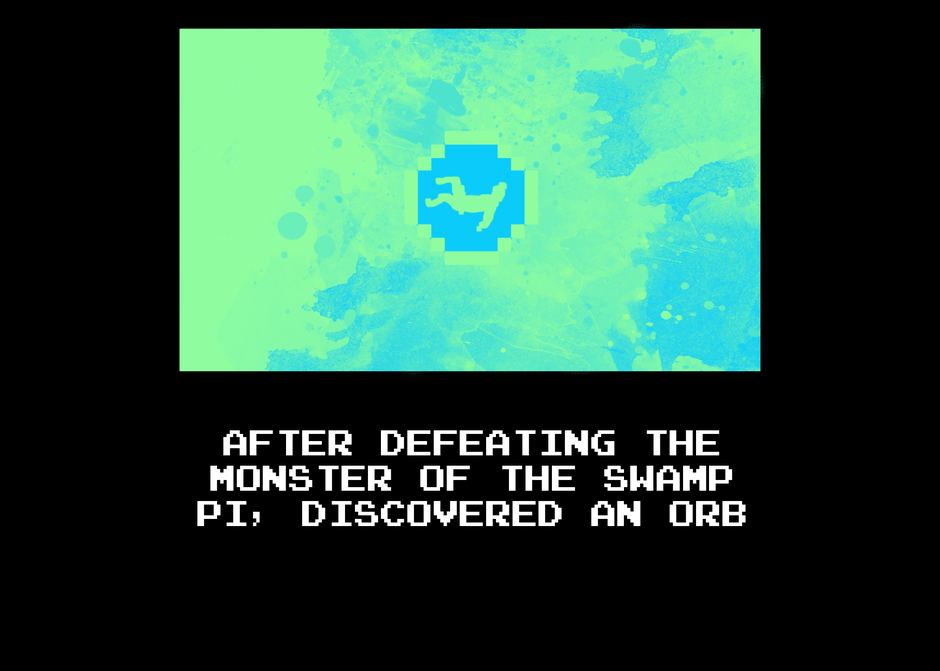 AFTER DEFEATING THE
MONSTER OF THE SWAMP
PI, DISCOVERED AN ORB